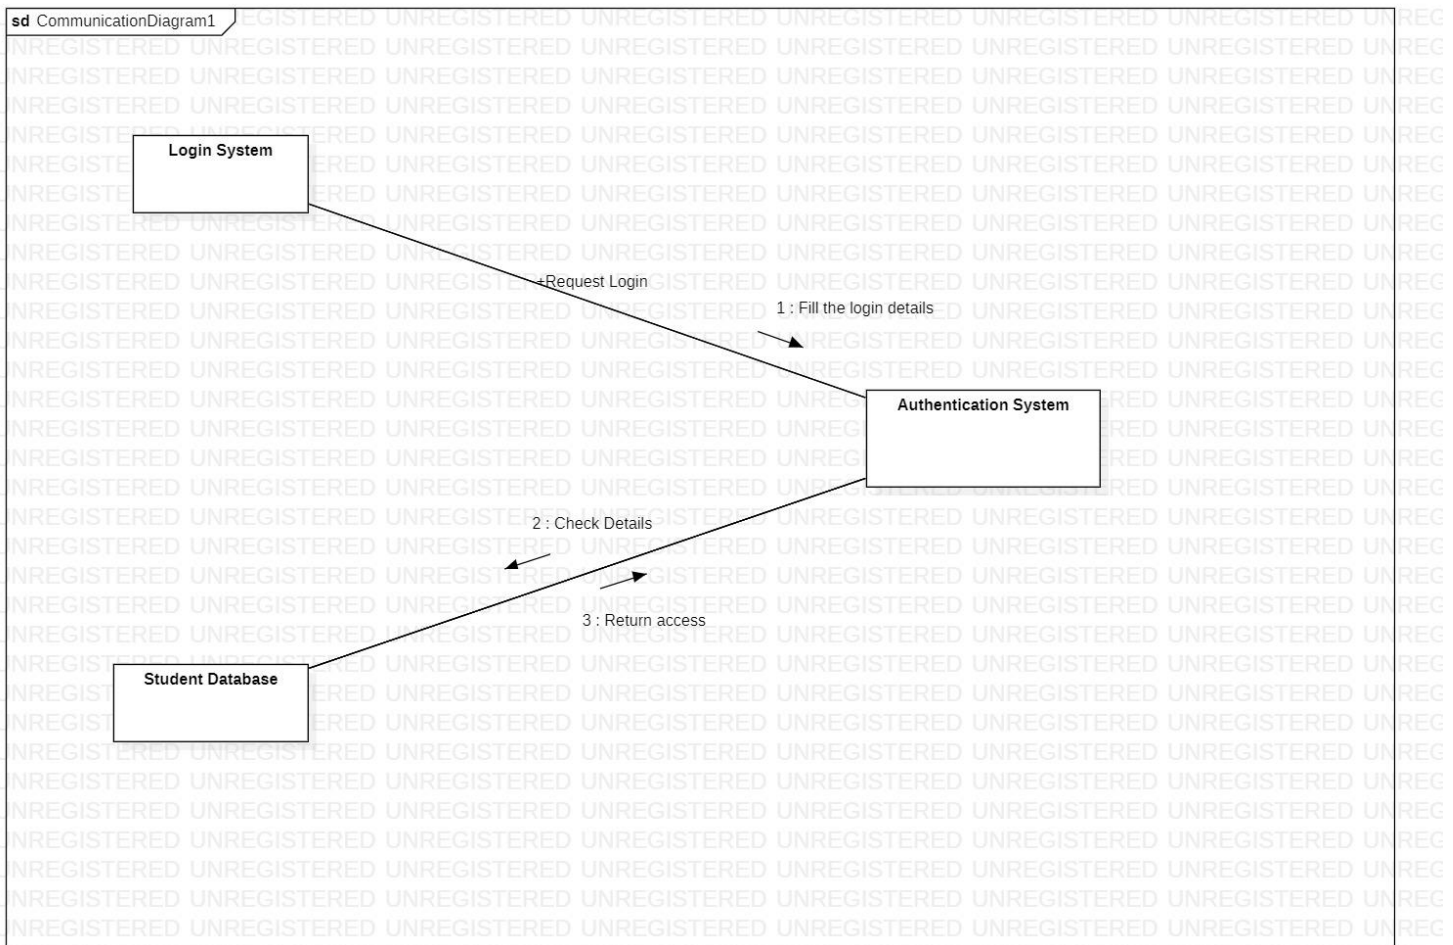 sd CommunicationDiagram1
Login System
+Request Login
1 : Fill the login details
Authentication System
2 : Check Details
3 : Return access
Student Database
UNREGISTERED